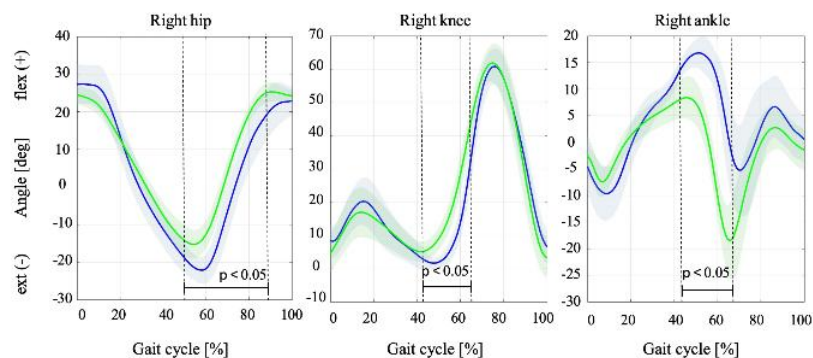 Right hip
Right knee
Right ankle
flex (+)
Angle [deg]
ext (-)
40
30
20
10
0
-10
-20
-30
p < 0.05
0 20 40 60 80 100
Gait cycle [%]
70
60
50
40
30
20
10
0
-10
p < 0.05
0 20 40 60 80 100
Gait cycle [%]
20
15
10
5
0
-5
-10
-15
-20
-25
-30
p < 0.05
0 20 40 60 80 100
Gait cycle [%]